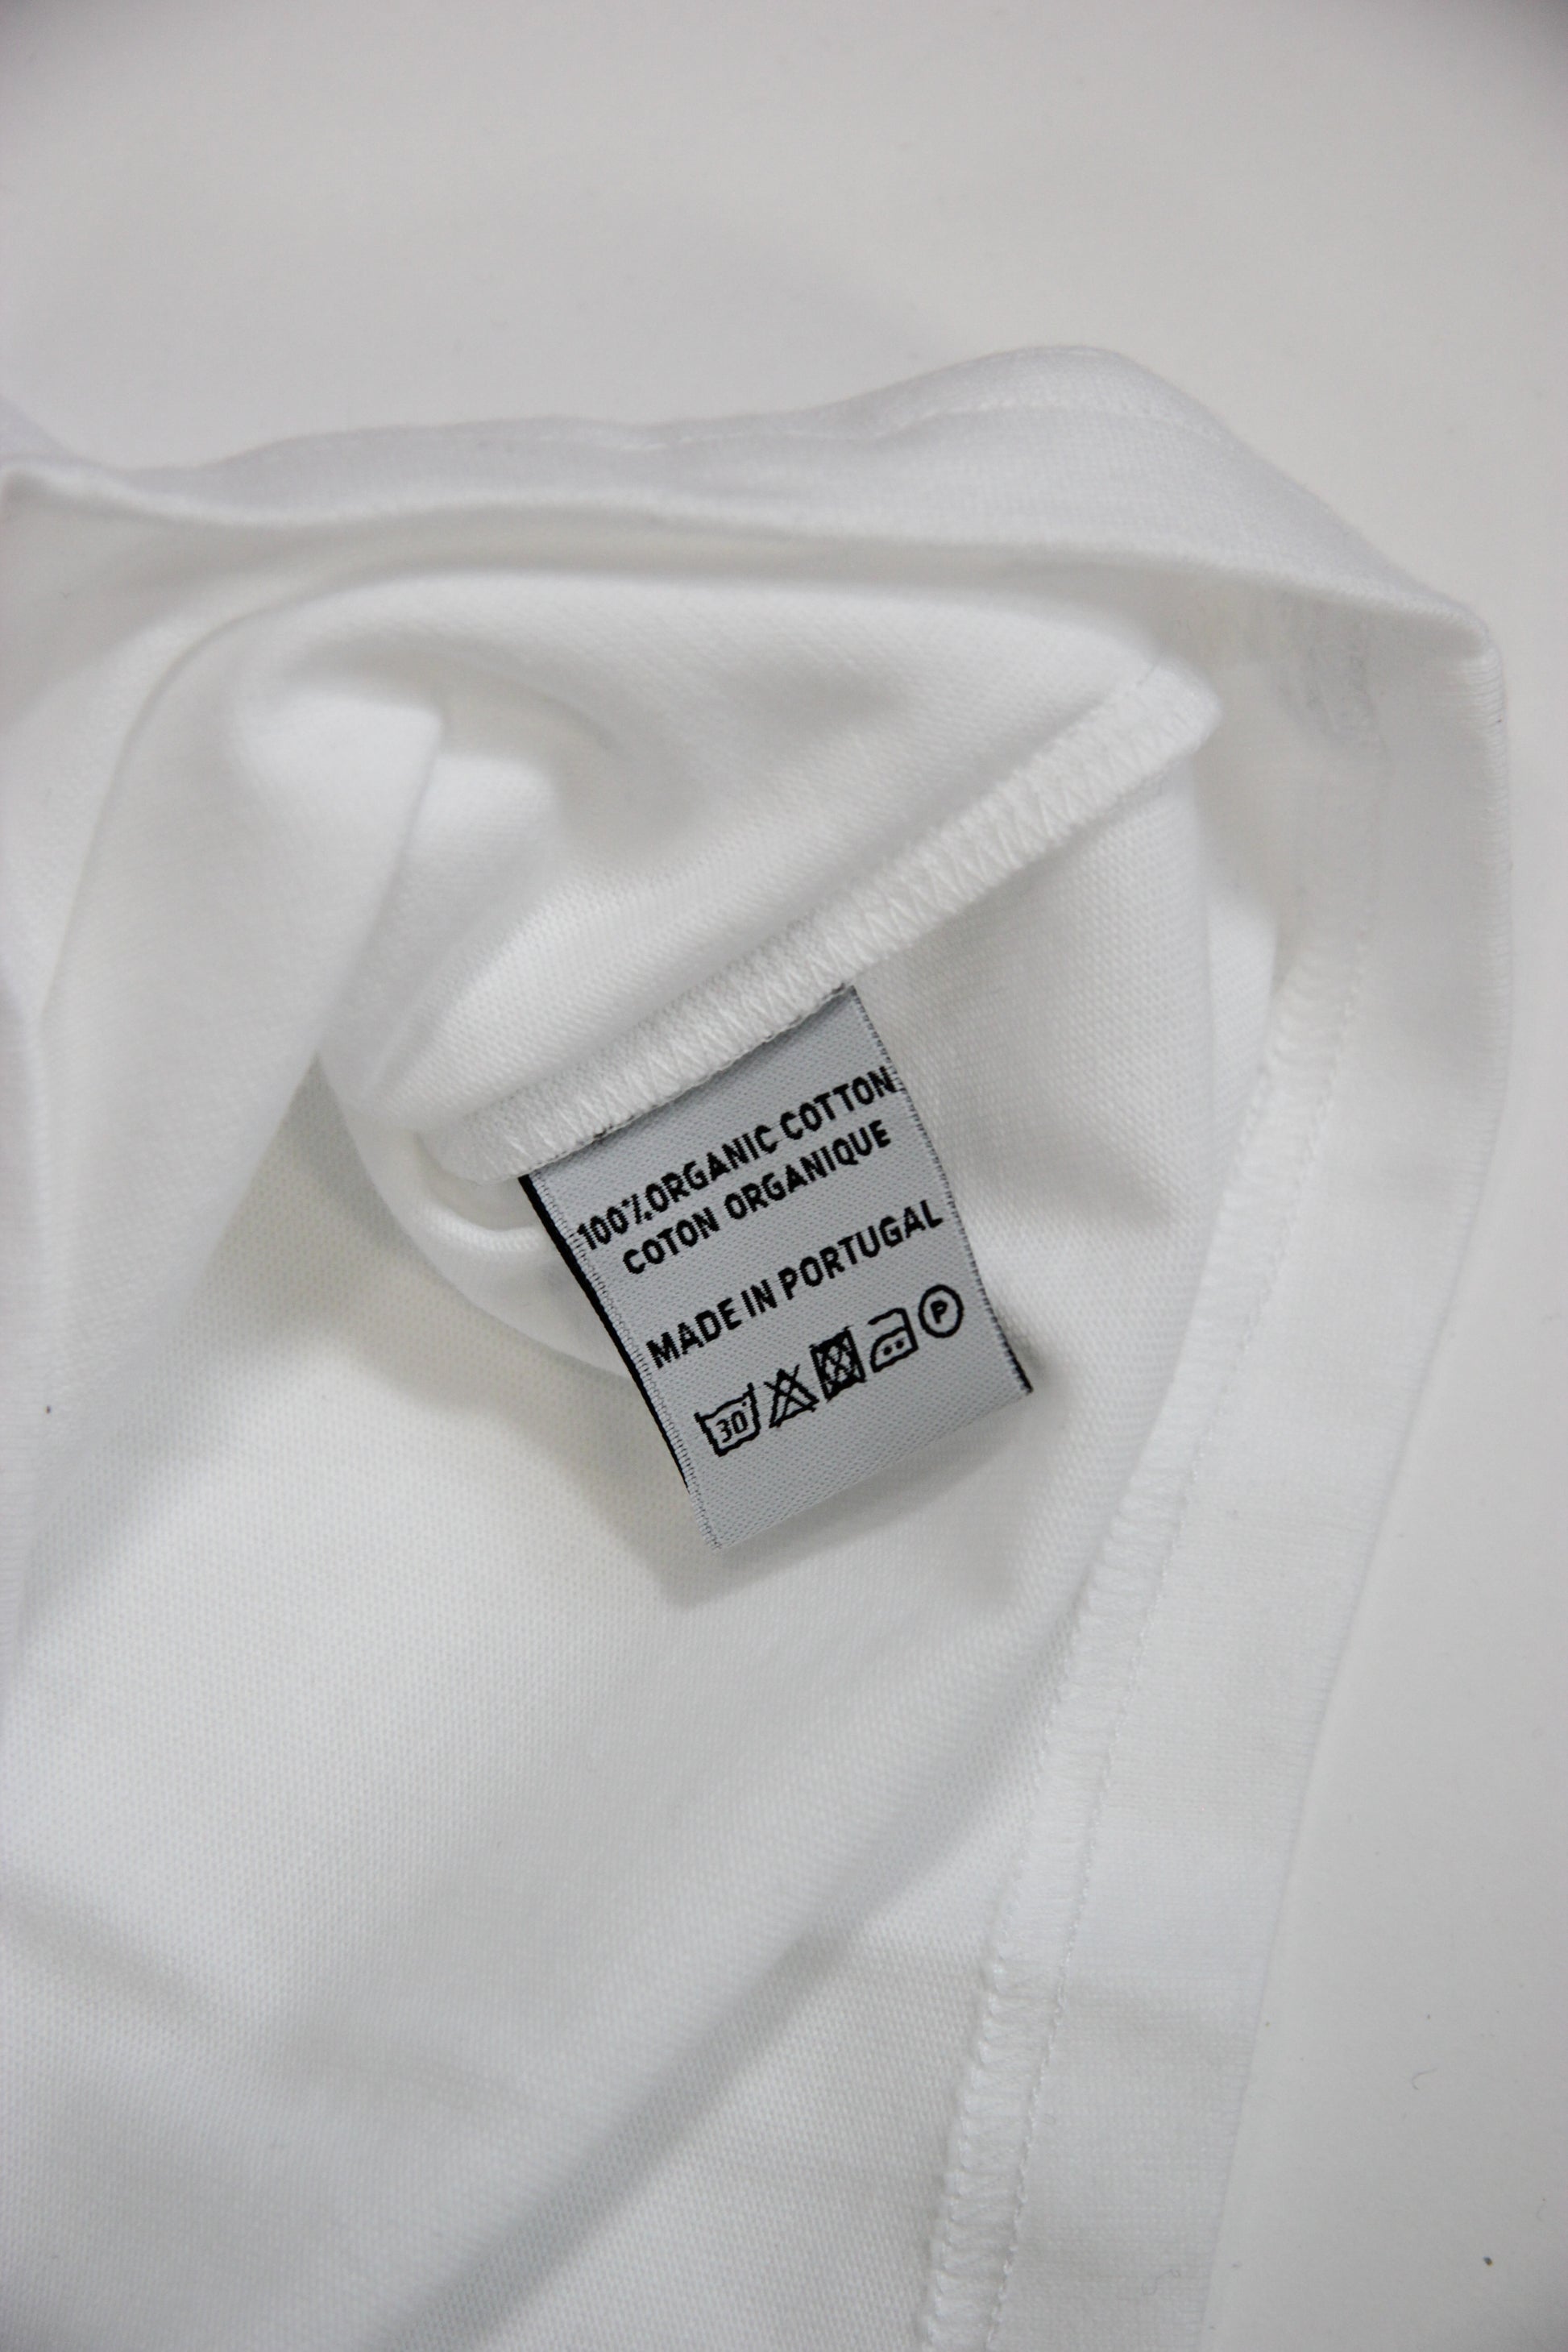 100% ORGANIC COTTON
COTON ORGANIQUE
MADE IN PORTUGAL
30° P